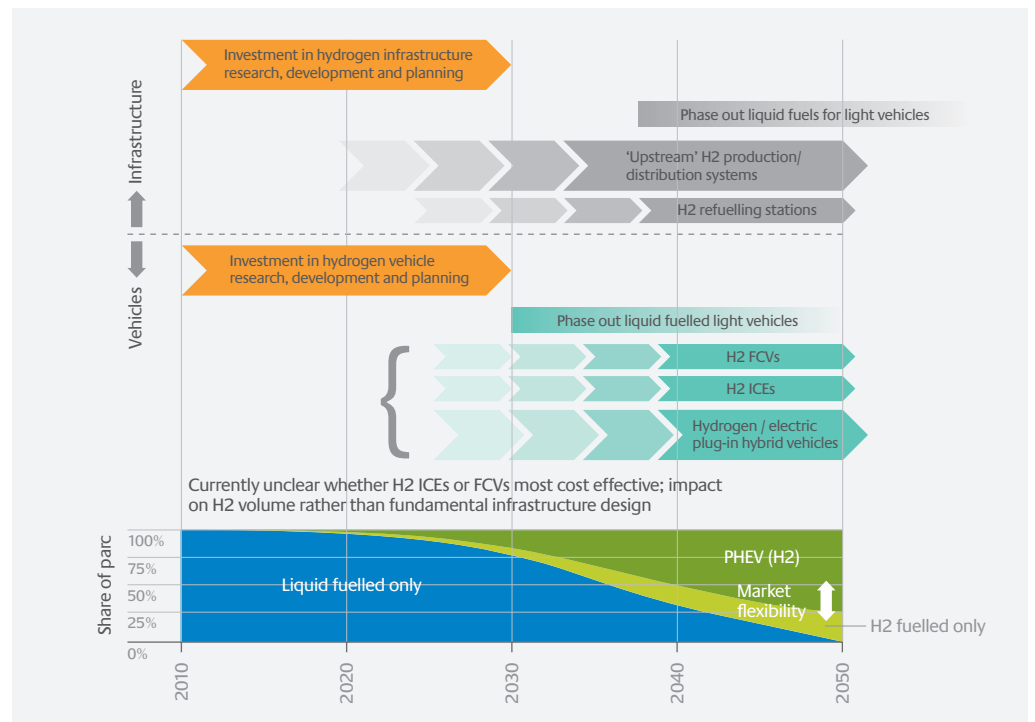 Investment in hydrogen infrastructure
research, development and planning
Infrastructure
Phase out liquid fuels for light vehicles
‘Upstream’ H2 production/
distribution systems
H2 refuelling stations
Vehicles
Investment in hydrogen vehicle
research, development and planning
Phase out liquid fuelled light vehicles
H2 FCVs
H2 ICEs
Hydrogen / electric
plug-in hybrid vehicles
Currently unclear whether H2 ICEs or FCVs most cost effective; impact
on H2 volume rather than fundamental infrastructure design
Share of parc
100%
75%
50%
25%
0%
Liquid fuelled only
PHEV (H2)
Market
flexibility
H2 fuelled only
2010
2020
2030
2040
2050